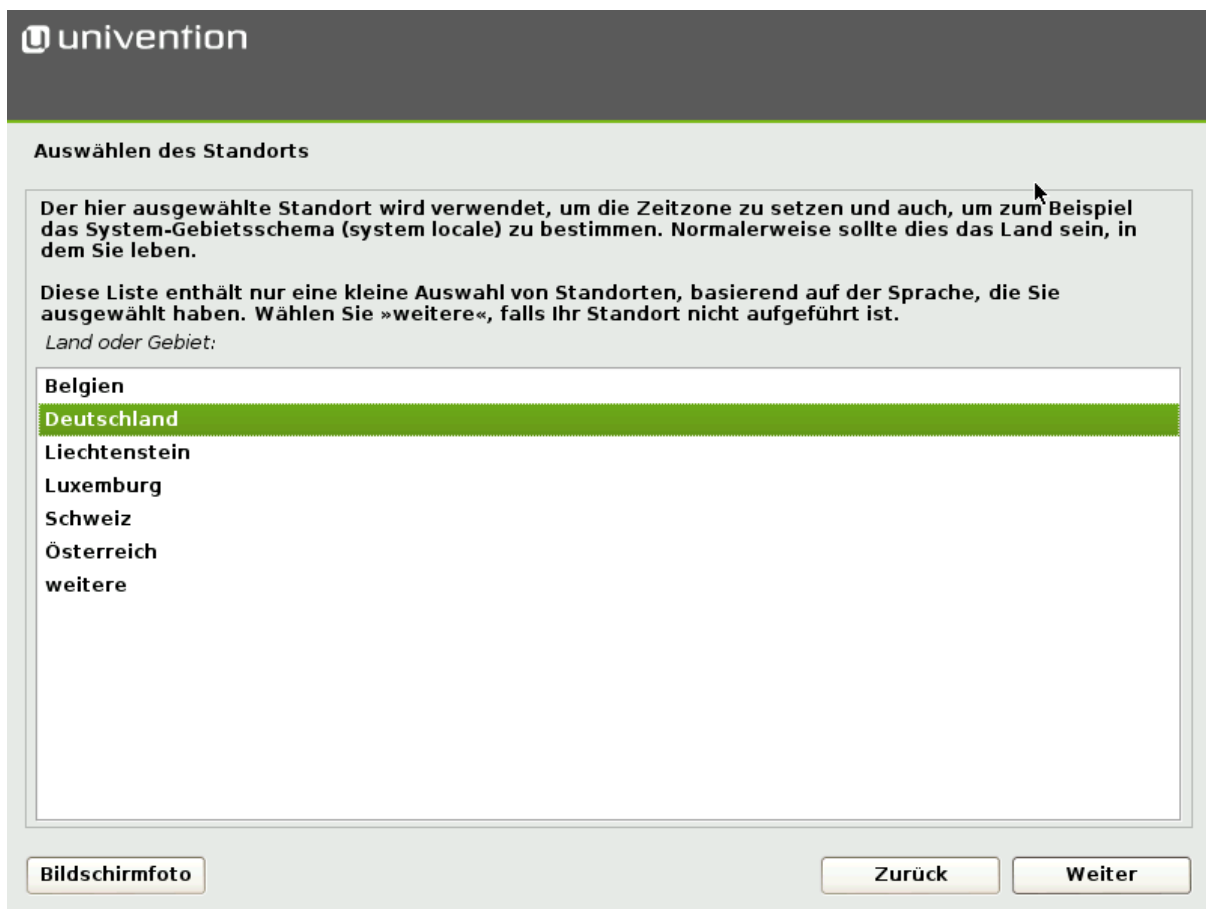 univention
Auswählen des Standorts
Der hier ausgewählte Standort wird verwendet, um die Zeitzone zu setzen und auch, um zum Beispiel
das System-Gebietsschema (system locale) zu bestimmen. Normalerweise sollte dies das Land sein, in
dem Sie leben.
Diese Liste enthält nur eine kleine Auswahl von Standorten, basierend auf der Sprache, die Sie
ausgewählt haben. Wählen Sie »weitere«, falls Ihr Standort nicht aufgeführt ist.
Land oder Gebiet:
Belgien
Deutschland
Liechtenstein
Luxemburg
Schweiz
Österreich
weitere
Bildschirmfoto
Zurück
Weiter